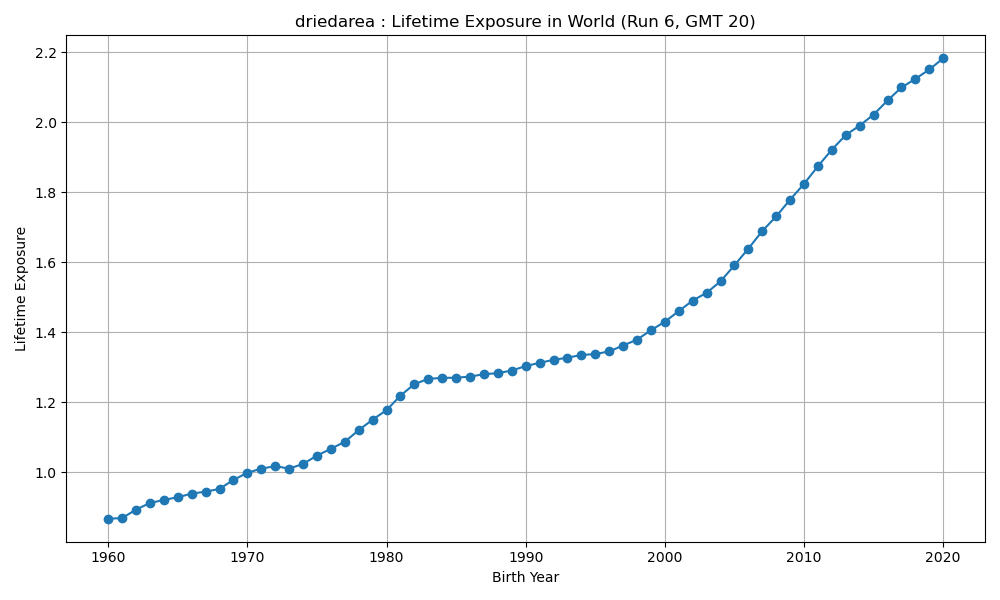 driedarea : Lifetime Exposure in World (Run 6, GMT 20)
Lifetime Exposure
2.2
2.0
1.8
1.6
1.4
1.2
1.0
1960 1970 1980 1990 2000 2010 2020
Birth Year